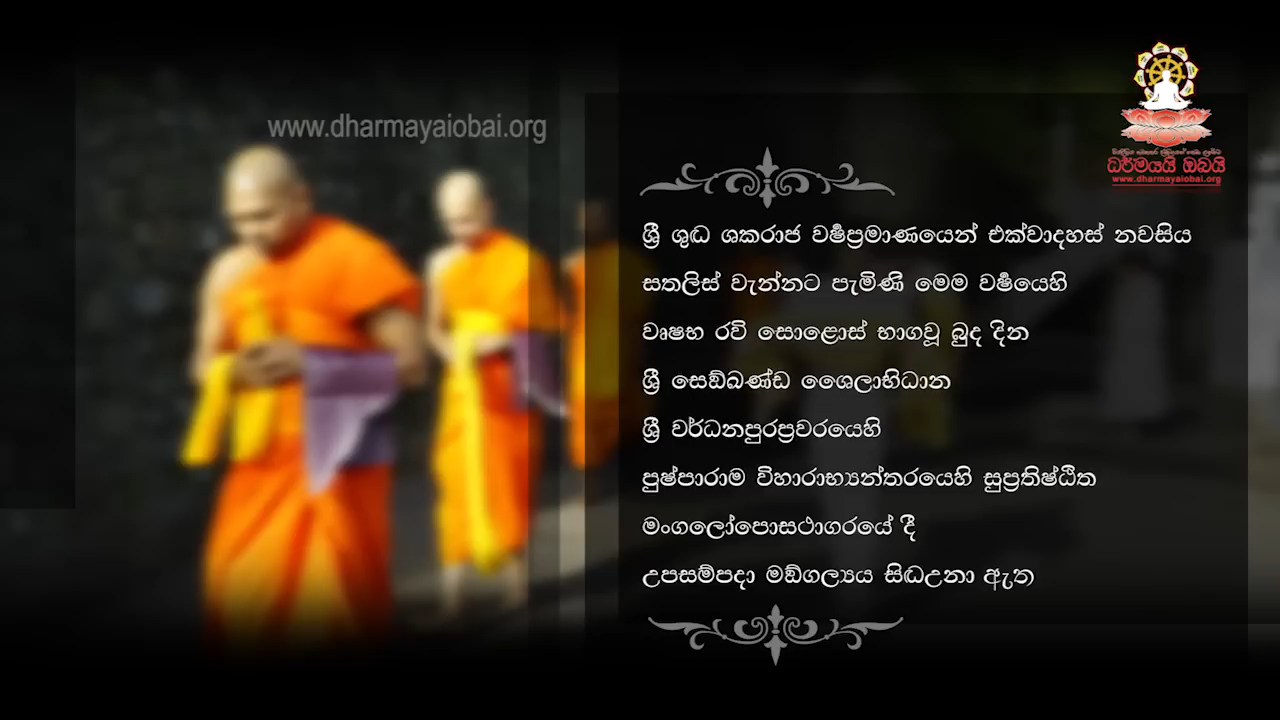 www.dharmayaiobai.org
ධර්මයයි ඔබයි
www.dharmayaiobai.org
ශ්‍රී ශුද්ධ ශකරාජ වර්‍ෂප්‍රමාණයෙන් එක්වාදහස් නවසිය
සතලිස් වැන්නට පැමිණි මෙම වර්‍ෂයෙහි
වෘෂභ රවි සොළොස් භාගවූ බුද දින
ශ්‍රී සෙඞ්ඛණ්ඩ ශෛලාභිධාන
ශ්‍රී වර්ධනපුරප්‍රවරයෙහි
පුෂ්පාරාම විහාරාභ්‍යන්තරයෙහි සුප්‍රතිෂ්ඨිත
මංගලෝපොසථාගරයේ දී
උපසම්පදා මඞ්ගල්‍යය සිද්ධඋනා ඇත